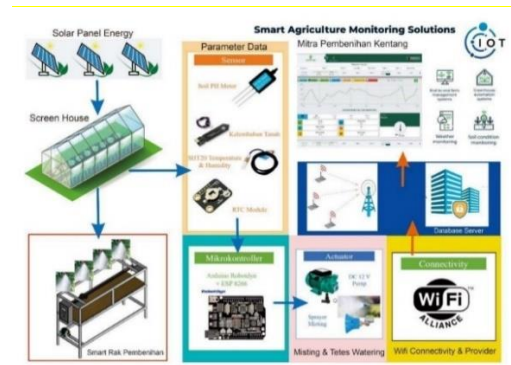 Smart Agriculture Monitoring Solutions
IOT
Solar Panel Energy
Parameter Data
Mitra Pembenihan Kentang
Sensor
Soil PH Meter
Screen House
Kelembaban Tanah
Temperature
& Humidity
RTC Module
Database Server
Mikrokontroller
Arduino Robotdyn
+ ESP 8266
Actuator
DC 12 V
Pump
Sprayer
Misting
Connectivity
WiFi
ALLIANCE
Smart Rak Pembenihan
Misting & Tetes Watering
Wifi Connectivity & Provider